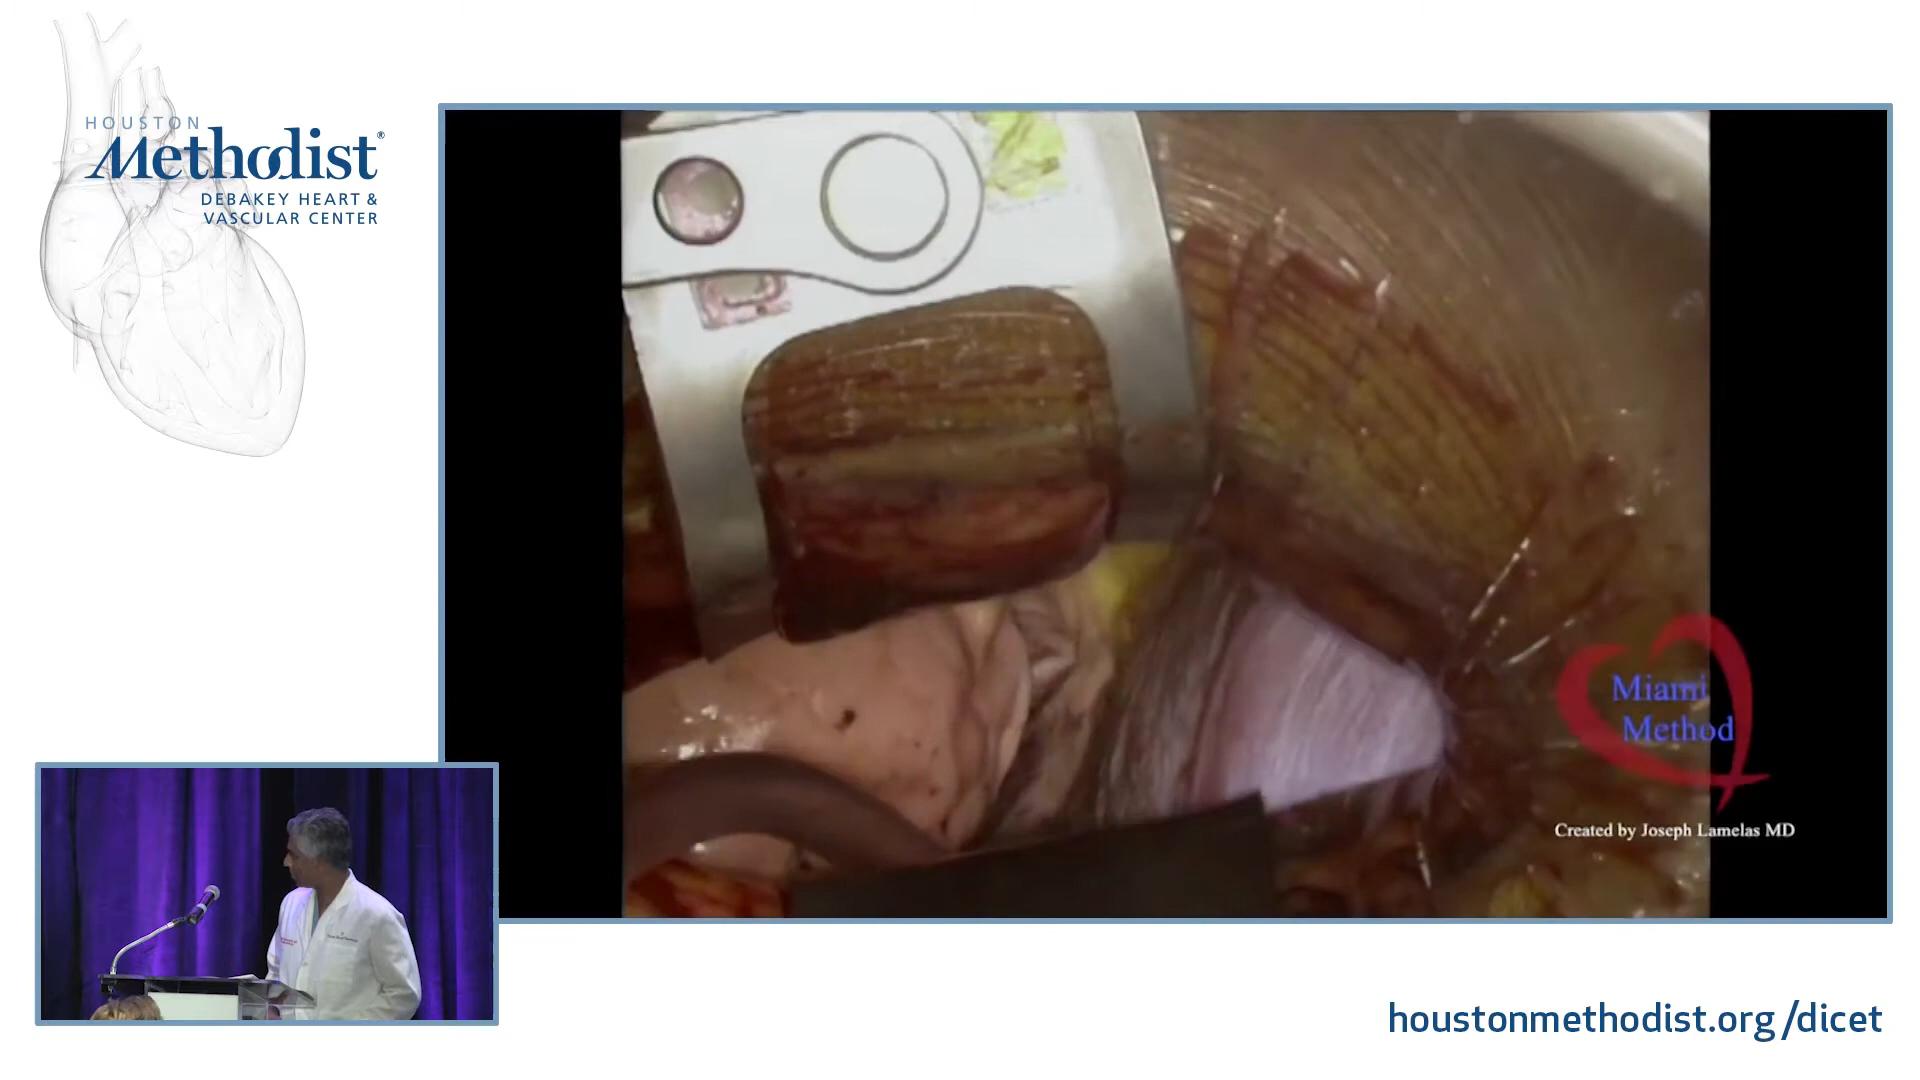 HOUSTON
Methodist®
DEBAKEY HEART &
VASCULAR CENTER
Miami
Method
Created by Joseph Lamelas MD
houstonmethodist.org/dicet